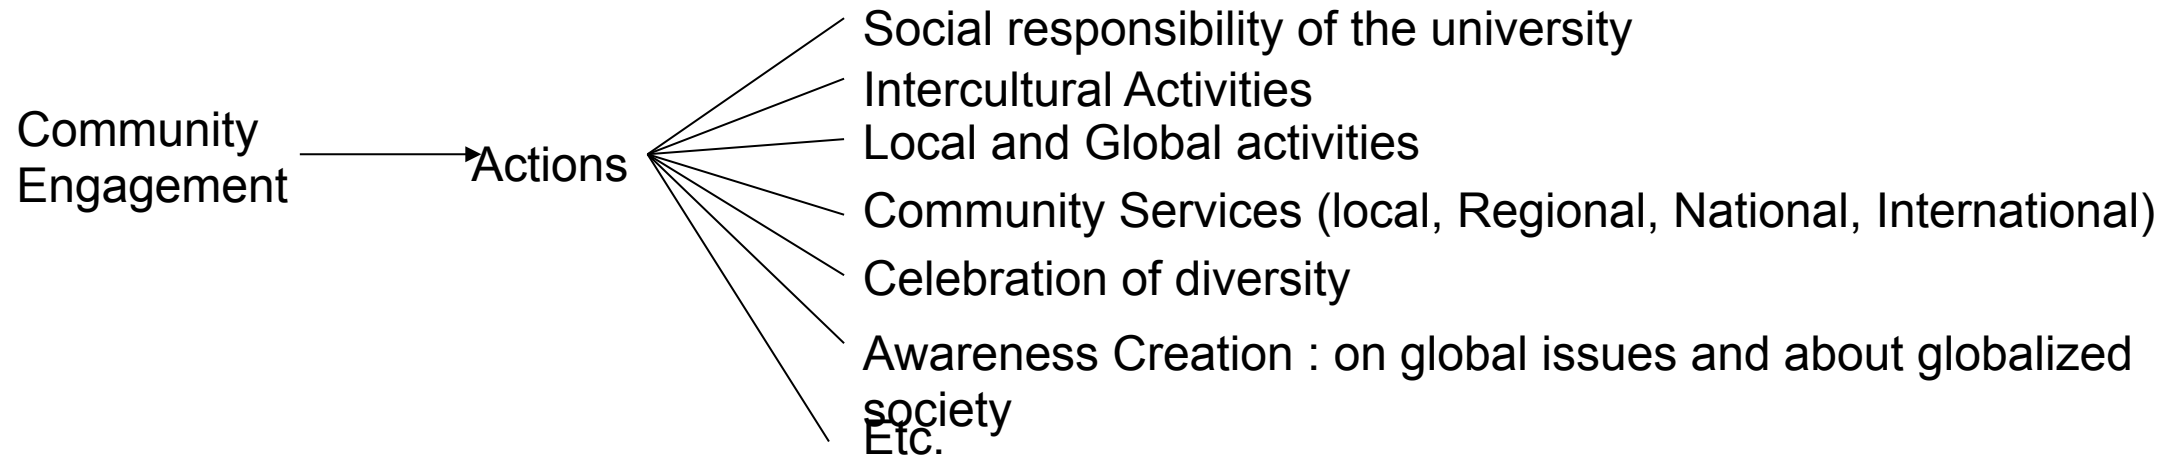 Community
Engagement
Actions
Social responsibility of the university
Intercultural Activities
Local and Global activities
Community Services (local, Regional, National, International)
Celebration of diversity
Awareness Creation : on global issues and about globalized
society
Etc.